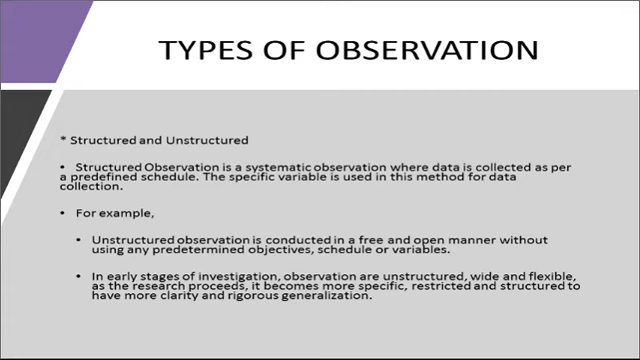 TYPES OF OBSERVATION
* Structured and Unstructured
• Structured Observation is a systematic observation where data is collected as per
a predefined schedule. The specific variable is used in this method for data
collection.
• For example,
• Unstructured observation is conducted in a free and open manner without
using any predetermined objectives, schedule or variables.
• In early stages of investigation, observation are unstructured, wide and flexible,
as the research proceeds, it becomes more specific, restricted and structured to
have more clarity and rigorous generalization.